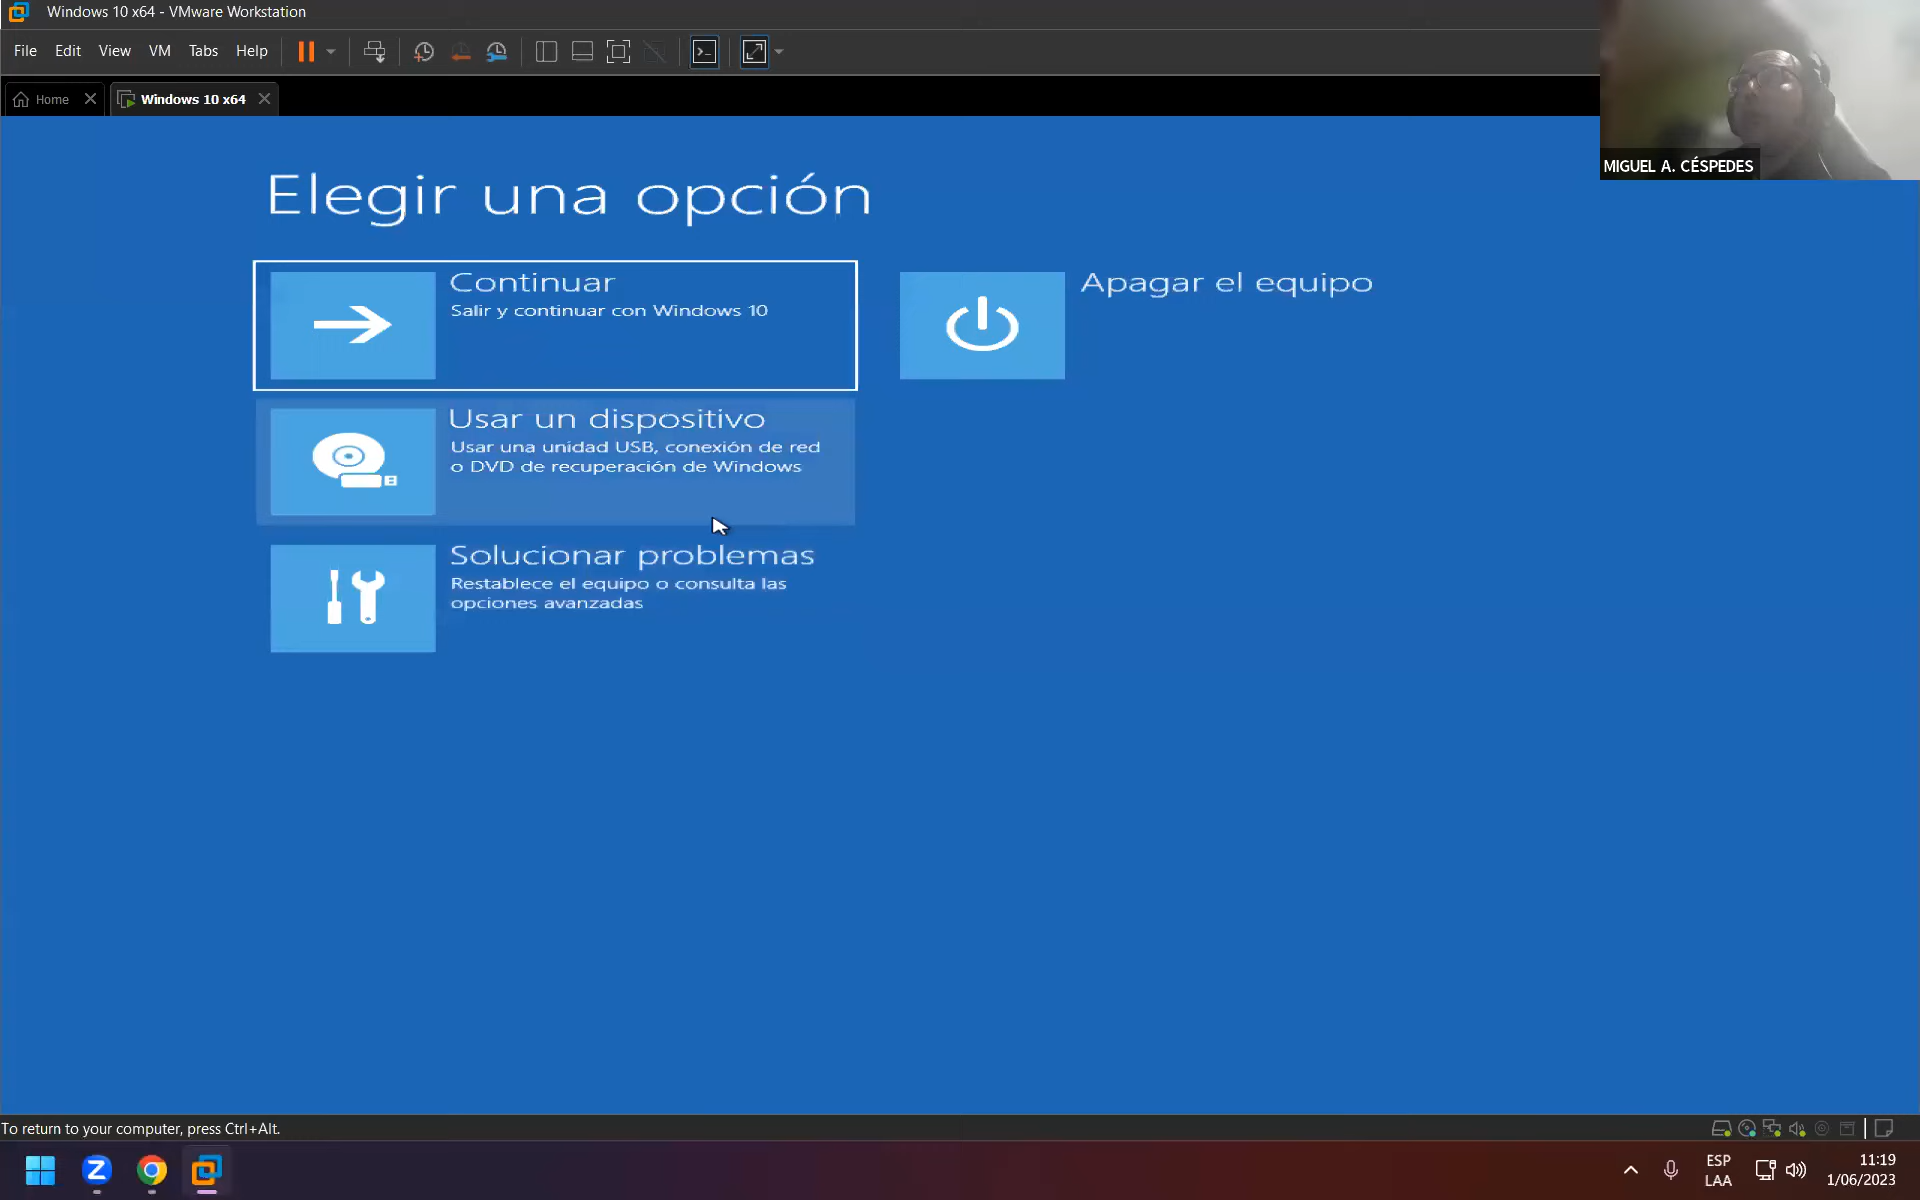 Windows 10 x64 - VMware Workstation
File Edit View VM Tabs Help
Home Windows 10 x64
MIGUEL A. CÉSPEDES
Elegir una opción
Continuar
Salir y continuar con Windows 10
Apagar el equipo
Usar un dispositivo
Usar una unidad USB, conexión de red
o DVD de recuperación de Windows
Solucionar problemas
Restablece el equipo o consulta las
opciones avanzadas
To return to your computer, press Ctrl+Alt.
Z
ESP
LAA
11:19
1/06/2023